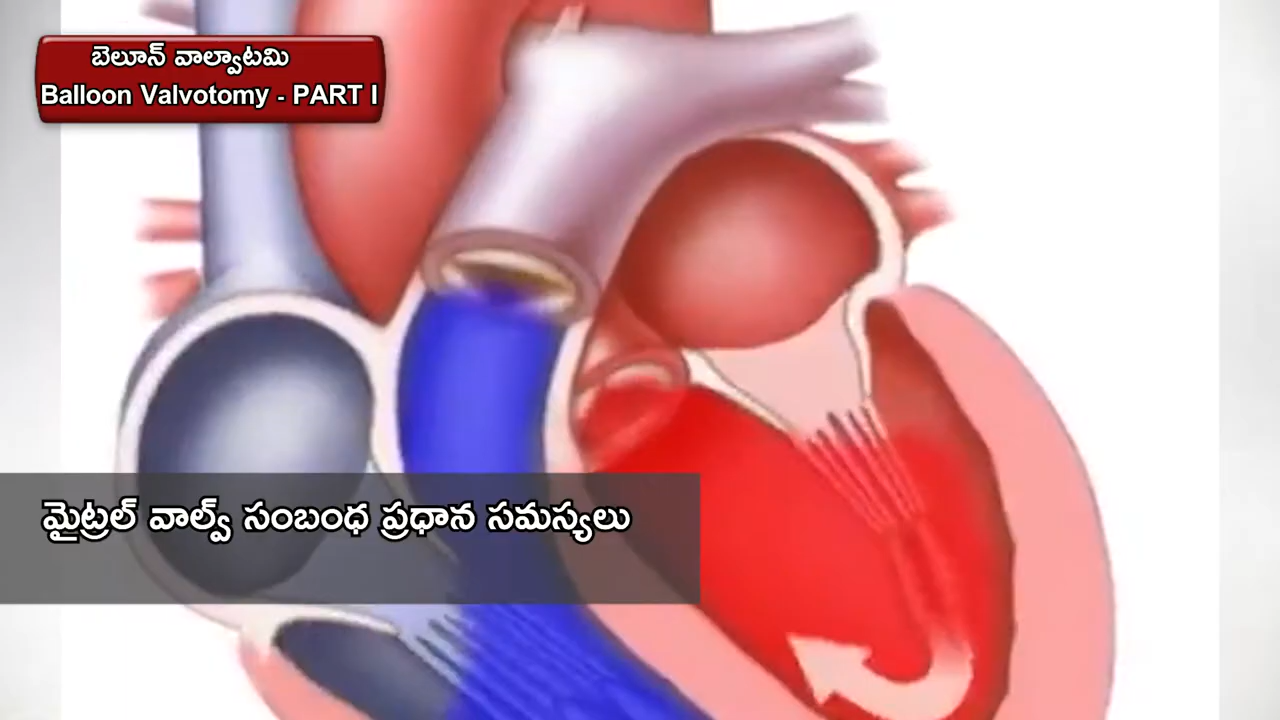 బెలూన్ వాల్వాటమి
Balloon Valvotomy - PART I
మైట్రల్ వాల్వ్ సంబంధ ప్రధాన సమస్యలు